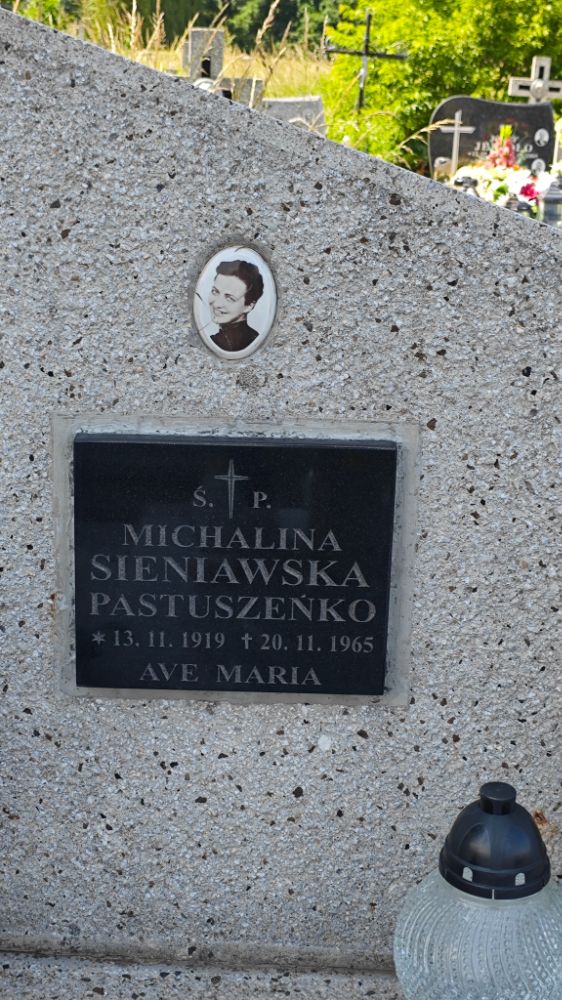 Ś. P.
MICHALINA
SIENIAWSKA
PASTUSZEŃKO
* 13. 11. 1919 † 20. 11. 1965
AVE MARIA